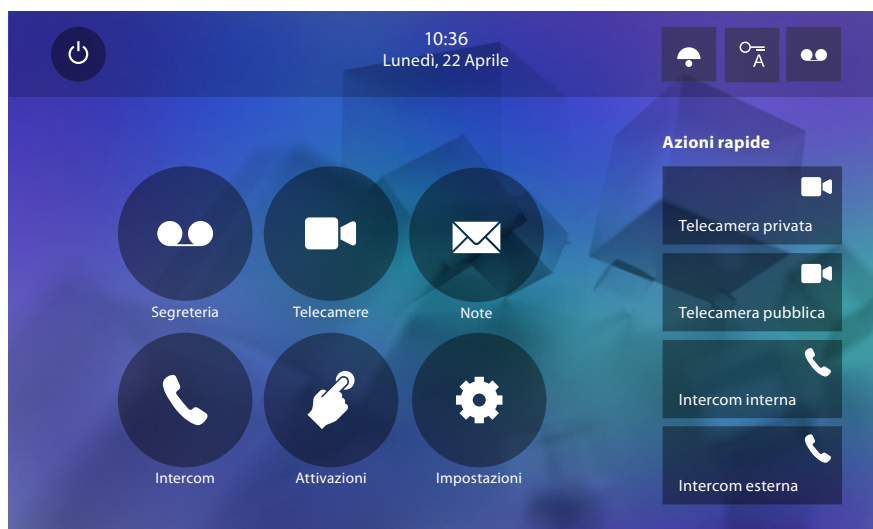 10:36
Lunedì, 22 Aprile
A
Azioni rapide
Telecamera privata
Telecamera pubblica
Intercom interna
Intercom esterna
Segreteria
Telecamere
Note
Intercom
Attivazioni
Impostazioni